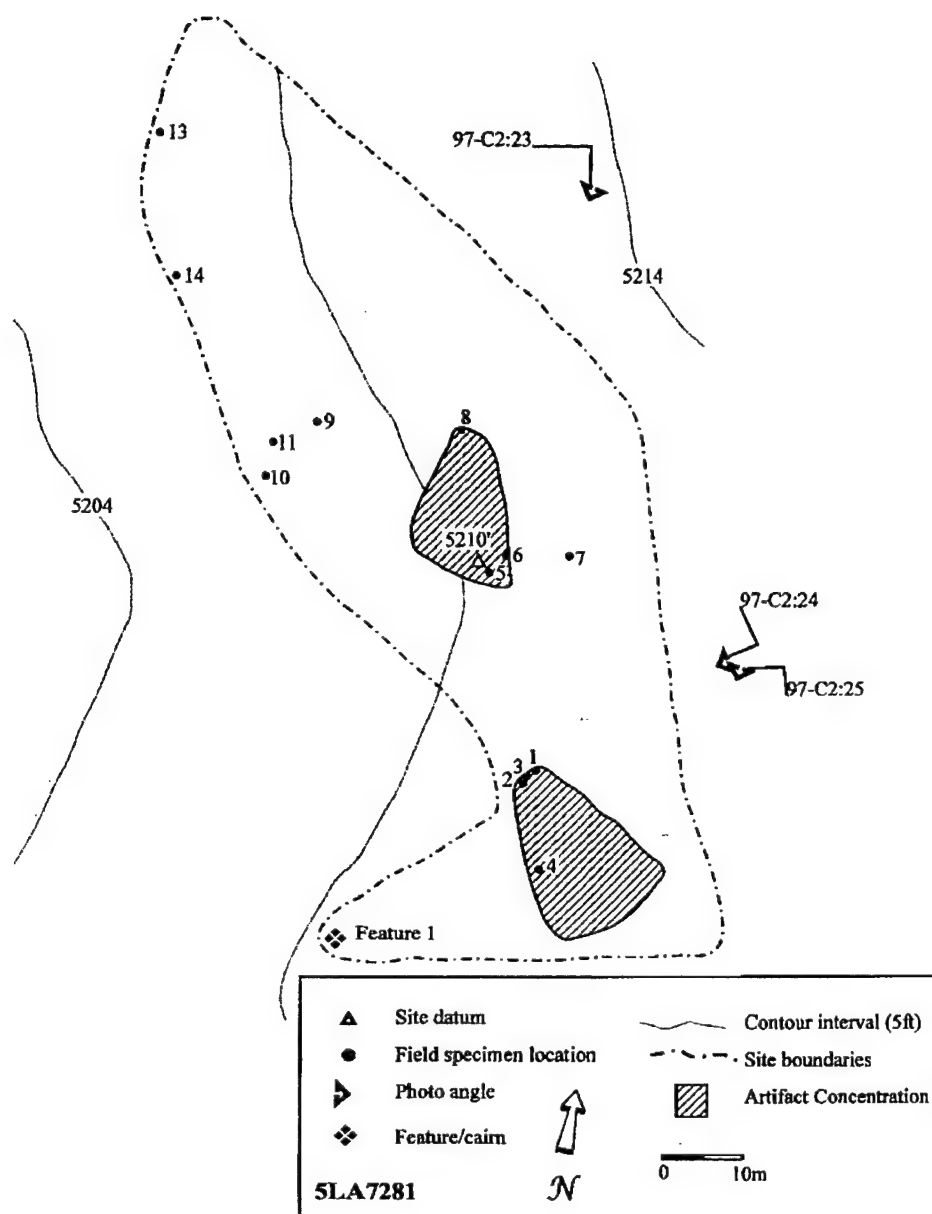 13
97-C2:23
14
5214
9
8
11
10
5204
5210'
6
7
5
97-C2:24
97-C2:25
1
3
2
4
Feature 1
Site datum
Contour interval (5ft)
Field specimen location
Site boundaries
Photo angle
Artifact Concentration
Feature/cairn
0 10m
5LA7281
N